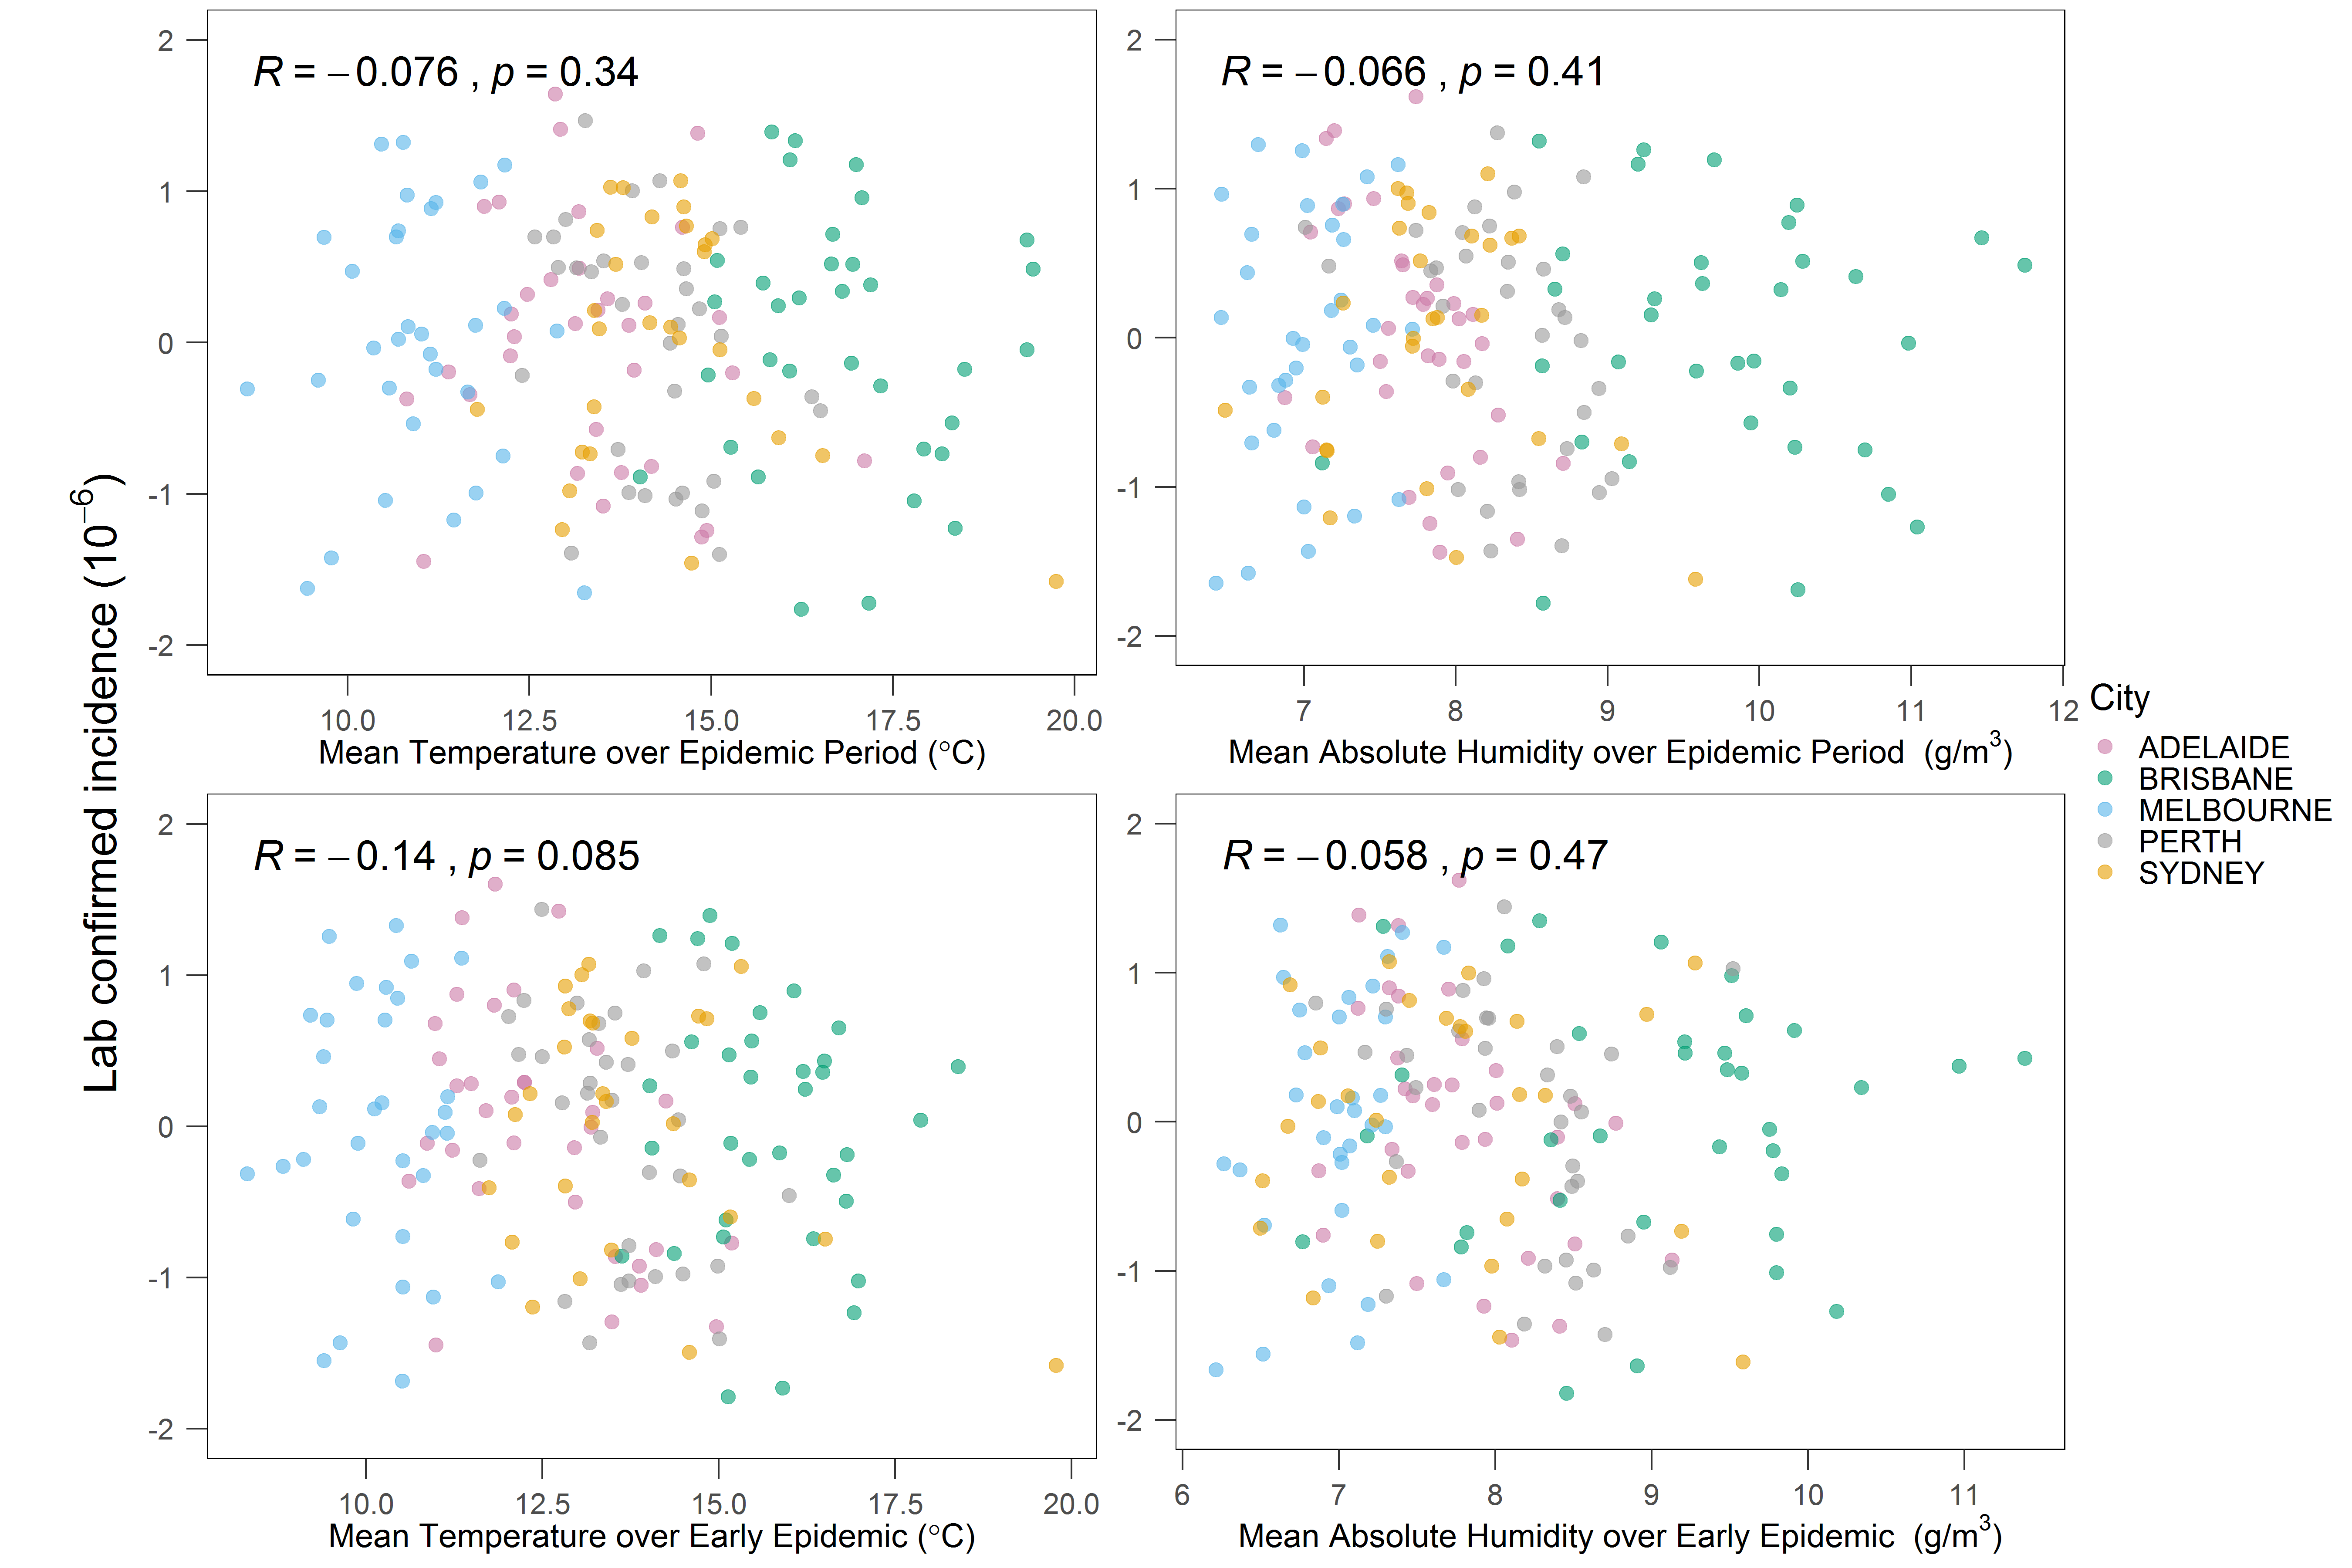 Lab confirmed incidence (10⁻⁶)
R = −0.076 , p = 0.34
2
1
0
-1
-2
10.0 12.5 15.0 17.5 20.0
Mean Temperature over Epidemic Period (°C)
R = −0.066 , p = 0.41
2
1
0
-1
-2
7 8 9 10 11 12
Mean Absolute Humidity over Epidemic Period (g/m³)
R = −0.14 , p = 0.085
2
1
0
-1
-2
10.0 12.5 15.0 17.5 20.0
Mean Temperature over Early Epidemic (°C)
R = −0.058 , p = 0.47
2
1
0
-1
-2
6 7 8 9 10 11
Mean Absolute Humidity over Early Epidemic (g/m³)
City
ADELAIDE
BRISBANE
MELBOURNE
PERTH
SYDNEY